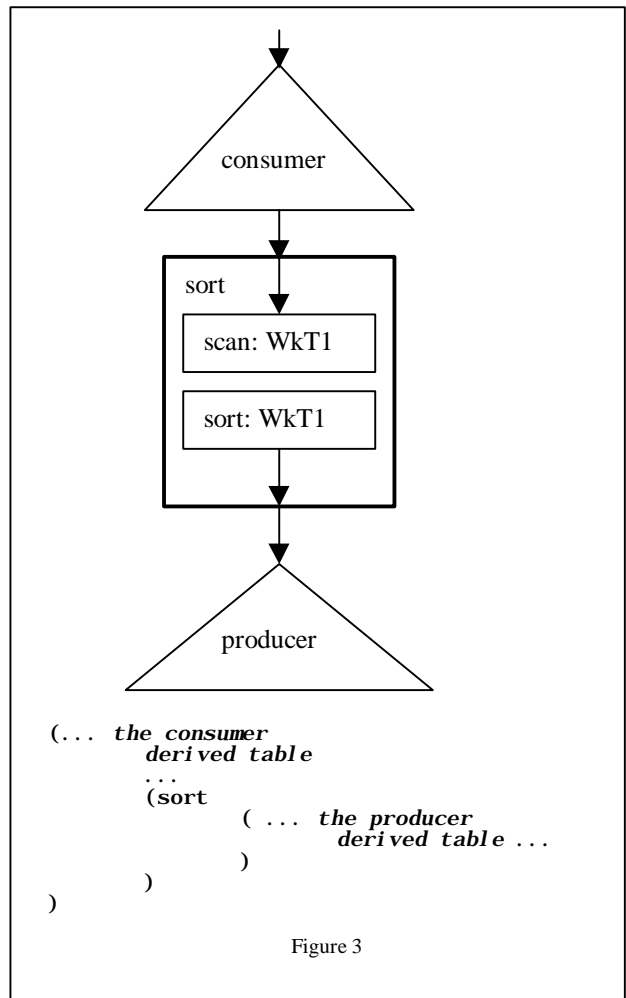 consumer
sort
scan: WkT1
sort: WkT1
producer
(... the consumer
derived table
...
(sort
( ... the producer
derived table ...
)
)
)
Figure 3